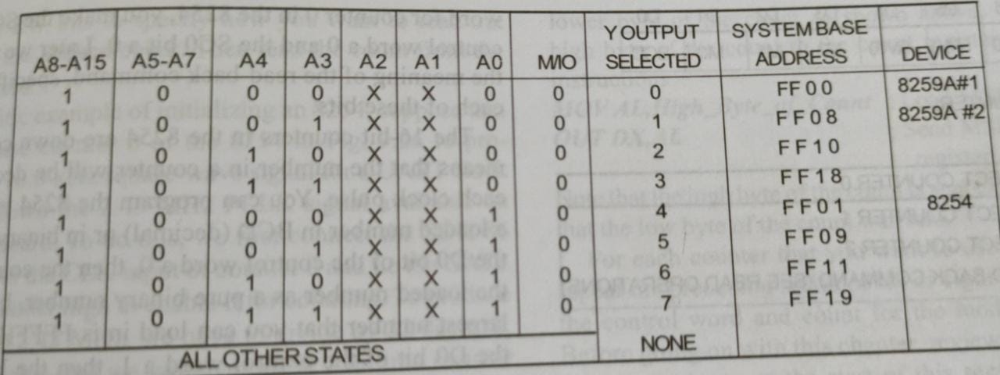 A8-A15 A5-A7 A4 A3 A2 A1 A0 M/IO Y OUTPUT SELECTED SYSTEM BASE ADDRESS DEVICE
1 0 0 0 X X 0 0 0 FF00 8259A#1
1 0 0 1 X X 0 0 1 FF08 8259A #2
1 0 1 0 X X 0 0 2 FF10
1 0 1 1 X X 0 0 3 FF18
1 0 0 0 X X 1 0 4 FF01 8254
1 0 0 1 X X 1 0 5 FF09
1 0 1 0 X X 1 0 6 FF11
1 0 1 1 X X 1 0 7 FF19
ALL OTHER STATES NONE